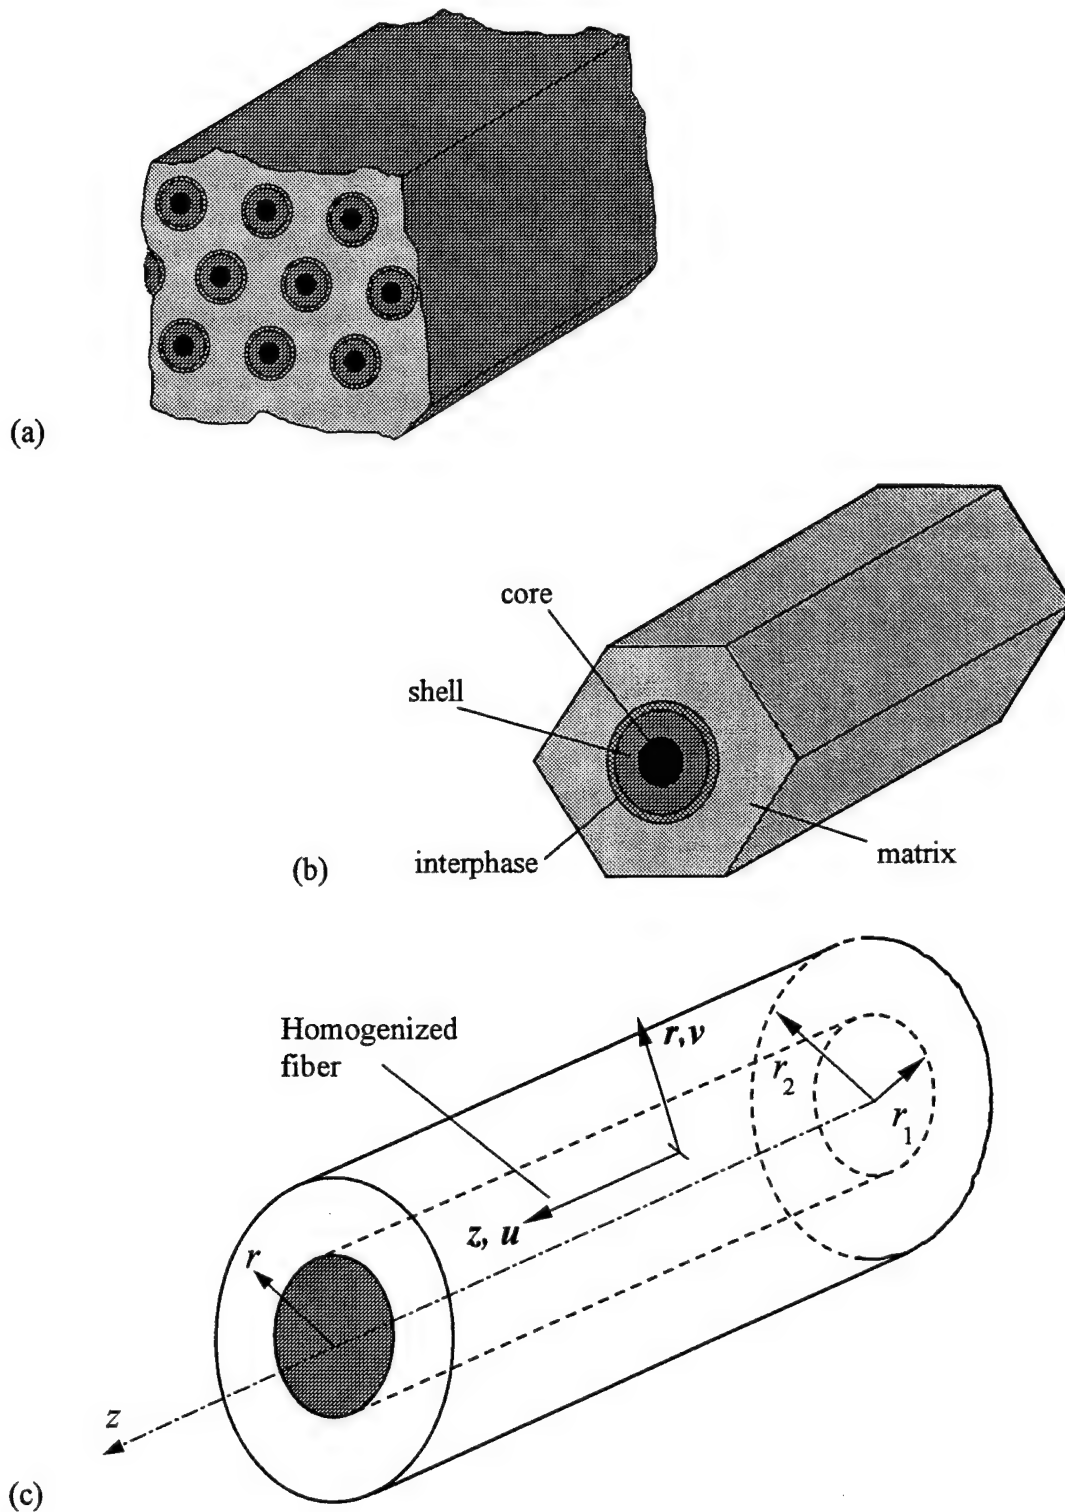 (a)
core
shell
interphase
matrix
(b)
Homogenized
fiber
r,v
r2
r1
z, u
r
z
(c)